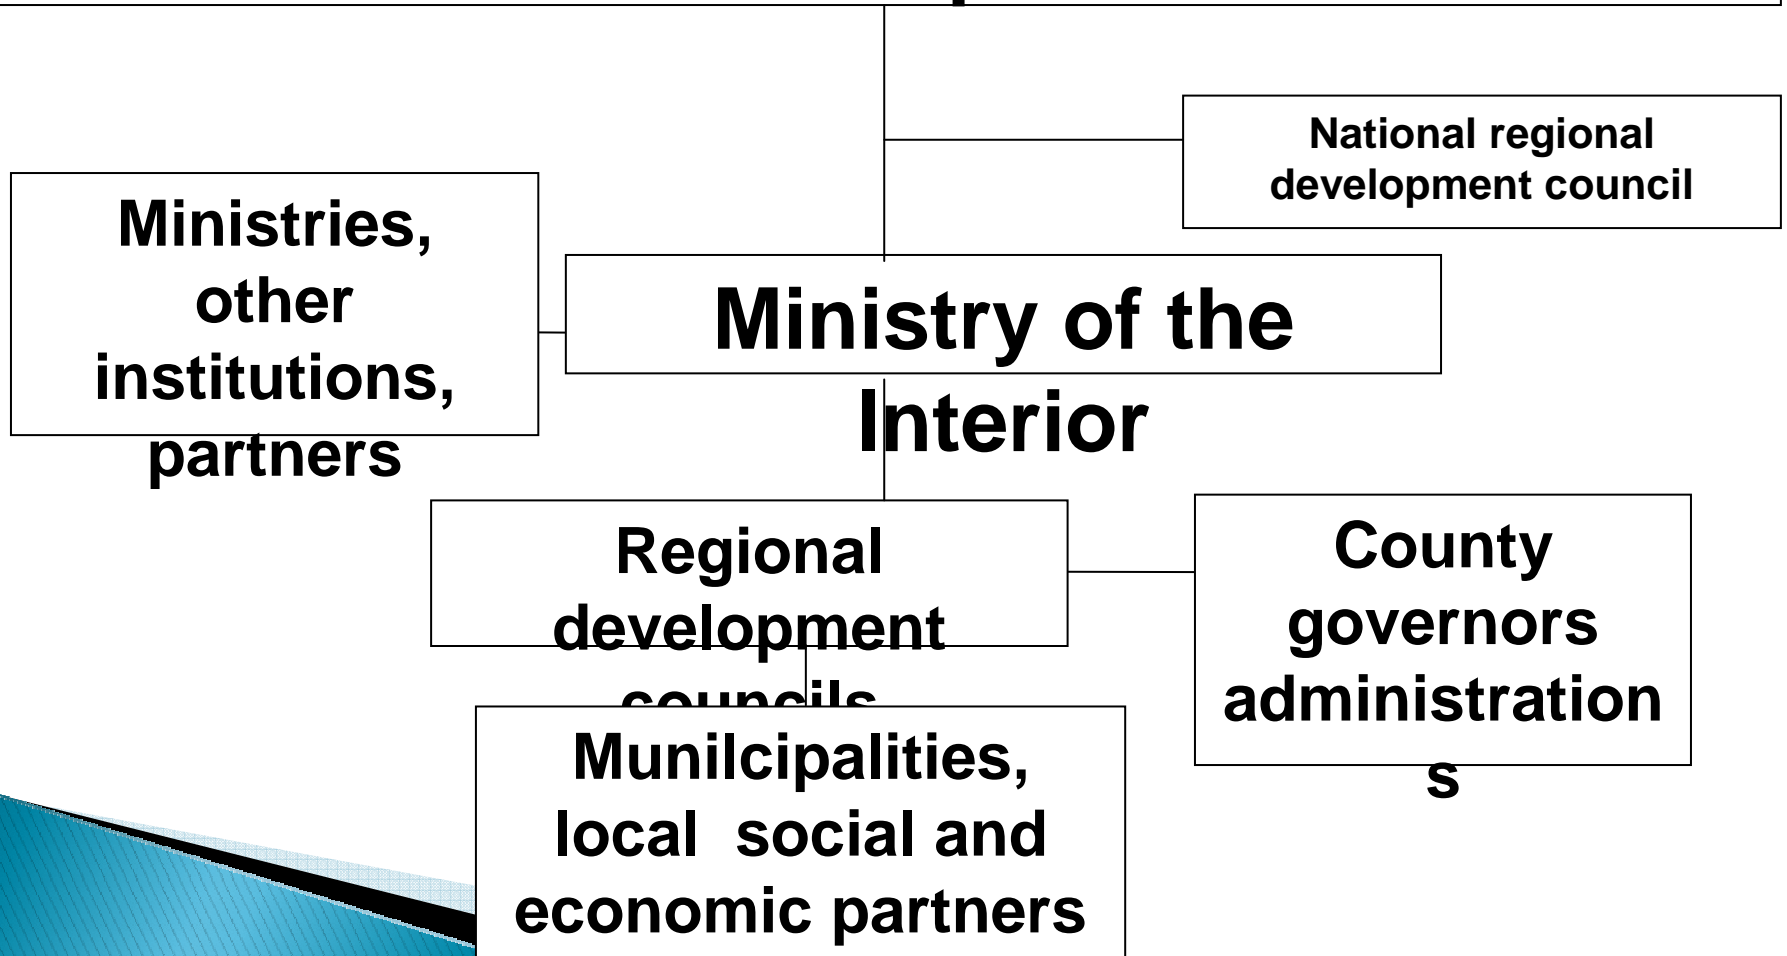 National regional
development council
Ministries,
other
institutions,
partners
Ministry of the
Interior
Regional
development
councils
County
governors
administration
s
Munilcipalities,
local  social and
economic partners